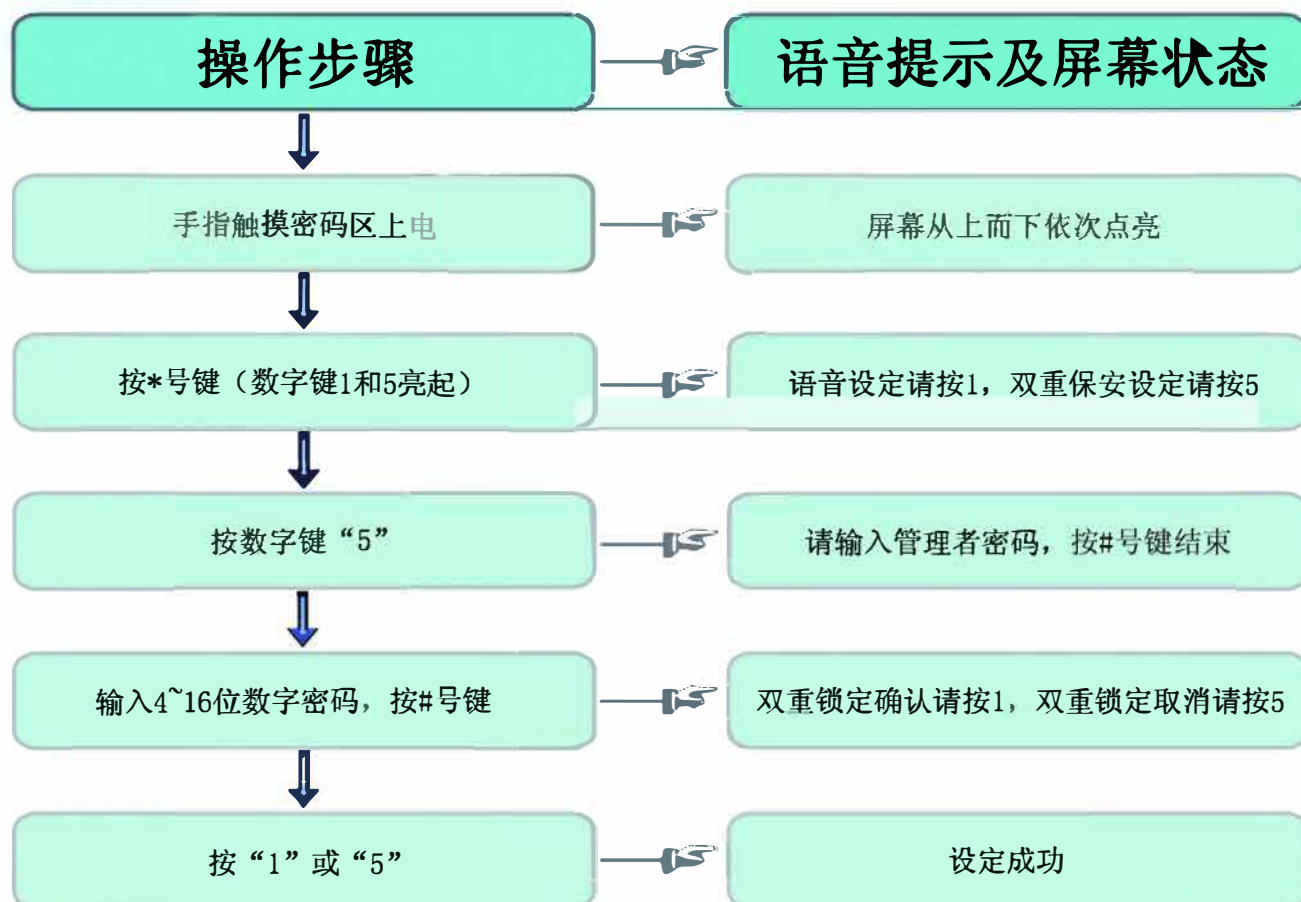 操作步骤
语音提示及屏幕状态
手指触摸密码区上电
屏幕从上而下依次点亮
按*号键（数字键1和5亮起）
语音设定请按1，双重保安设定请按5
按数字键“5”
请输入管理者密码，按#号键结束
输入4~16位数字密码，按#号键
双重锁定确认请按1，双重锁定取消请按5
按“1”或“5”
设定成功